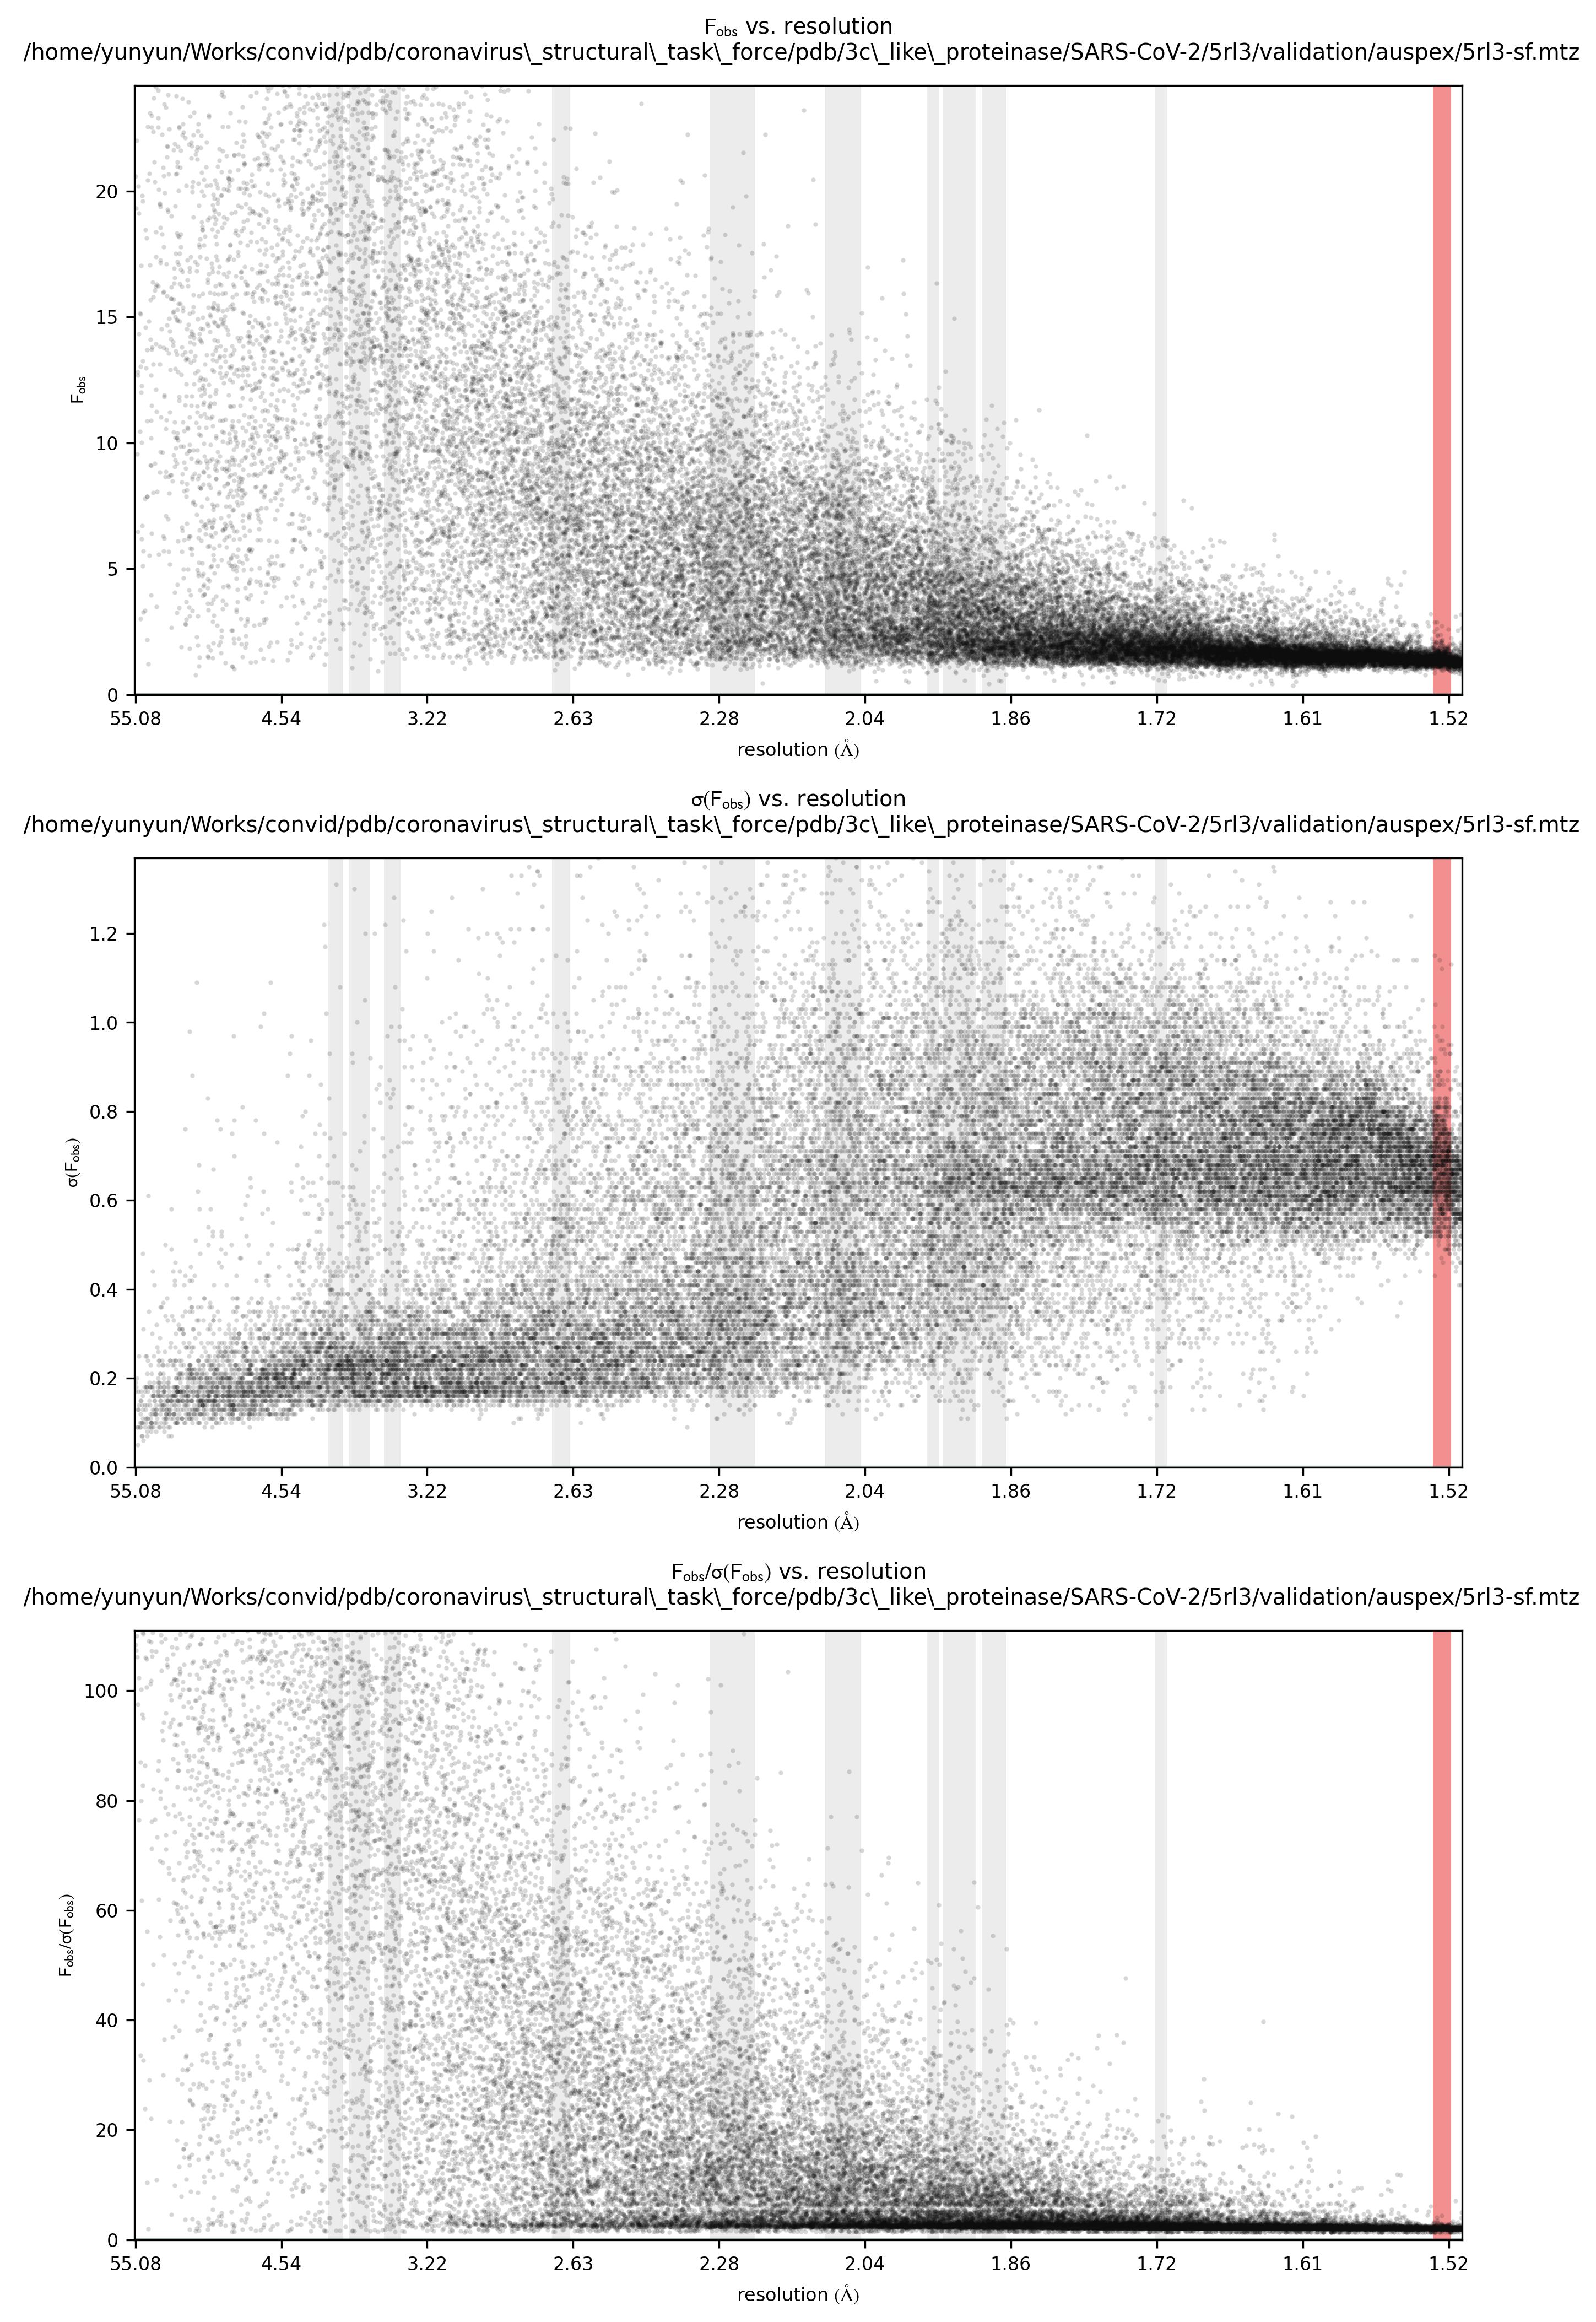 Fobs vs. resolution
/home/yunyun/Works/convid/pdb/coronavirus\_structural\_task\_force/pdb/3c\_like\_proteinase/SARS-CoV-2/5rl3/validation/auspex/5rl3-sf.mtz
20
15
Fobs
10
5
0
55.08 4.54 3.22 2.63 2.28 2.04 1.86 1.72 1.61 1.52
resolution (Å)
σ(Fobs) vs. resolution
/home/yunyun/Works/convid/pdb/coronavirus\_structural\_task\_force/pdb/3c\_like\_proteinase/SARS-CoV-2/5rl3/validation/auspex/5rl3-sf.mtz
1.2
1.0
0.8
σ(Fobs)
0.6
0.4
0.2
0.0
55.08 4.54 3.22 2.63 2.28 2.04 1.86 1.72 1.61 1.52
resolution (Å)
Fobs/σ(Fobs) vs. resolution
/home/yunyun/Works/convid/pdb/coronavirus\_structural\_task\_force/pdb/3c\_like\_proteinase/SARS-CoV-2/5rl3/validation/auspex/5rl3-sf.mtz
100
80
60
Fobs/σ(Fobs)
40
20
0
55.08 4.54 3.22 2.63 2.28 2.04 1.86 1.72 1.61 1.52
resolution (Å)